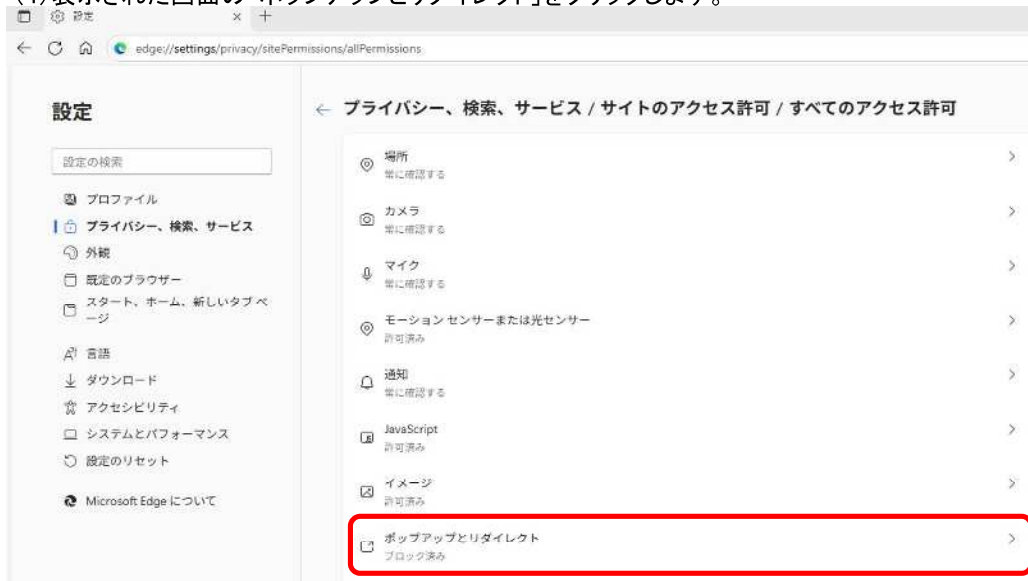 (4)表示された画面の「ポップアップとリダイレクト」をクリックします。
設定
edge://settings/privacy/sitePermissions/allPermissions
設定
設定の検索
プロファイル
プライバシー、検索、サービス
外観
既定のブラウザー
スタート、ホーム、新しいタブ ペ
ージ
言語
ダウンロード
アクセシビリティ
システムとパフォーマンス
設定のリセット
Microsoft Edge について
プライバシー、検索、サービス / サイトのアクセス許可 / すべてのアクセス許可
場所
常に確認する
カメラ
常に確認する
マイク
常に確認する
モーション センサーまたは光センサー
許可済み
通知
常に確認する
JavaScript
許可済み
イメージ
許可済み
ポップアップとリダイレクト
ブロック済み